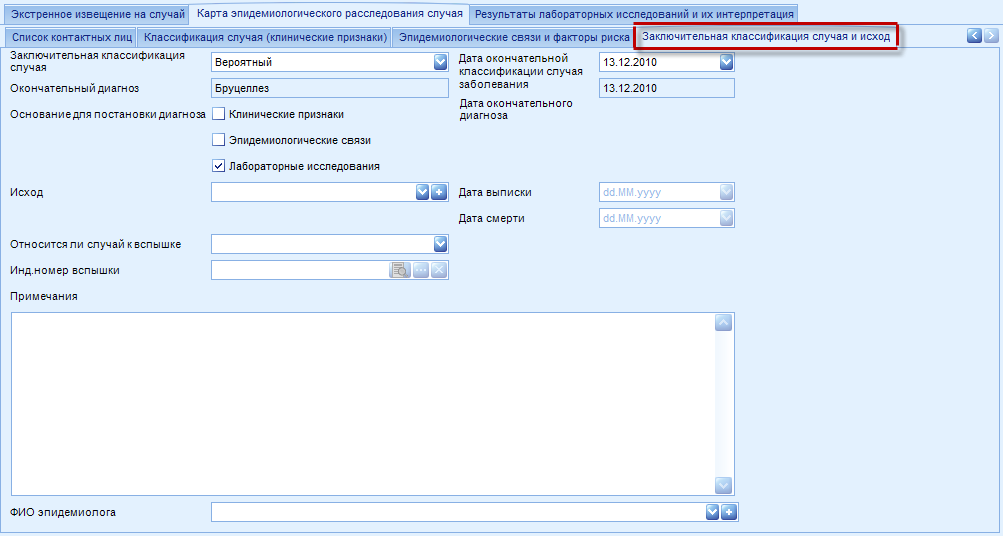 Экстренное извещение на случай Карта эпидемиологического расследования случая Результаты лабораторных исследований и их интерпретация
Список контактных лиц Классификация случая (клинические признаки) Эпидемиологические связи и факторы риска Заключительная классификация случая и исход
Заключительная классификация
случая
Вероятный
Дата окончательной
классификации случая
заболевания
13.12.2010
Окончательный диагноз
Бруцеллез
13.12.2010
Дата окончательного
диагноза
Основание для постановки диагноза
Клинические признаки
Эпидемиологические связи
Лабораторные исследования
Исход
Дата выписки
dd.MM.yyyy
Дата смерти
dd.MM.yyyy
Относится ли случай к вспышке
Инд.номер вспышки
Примечания
ФИО эпидемиолога